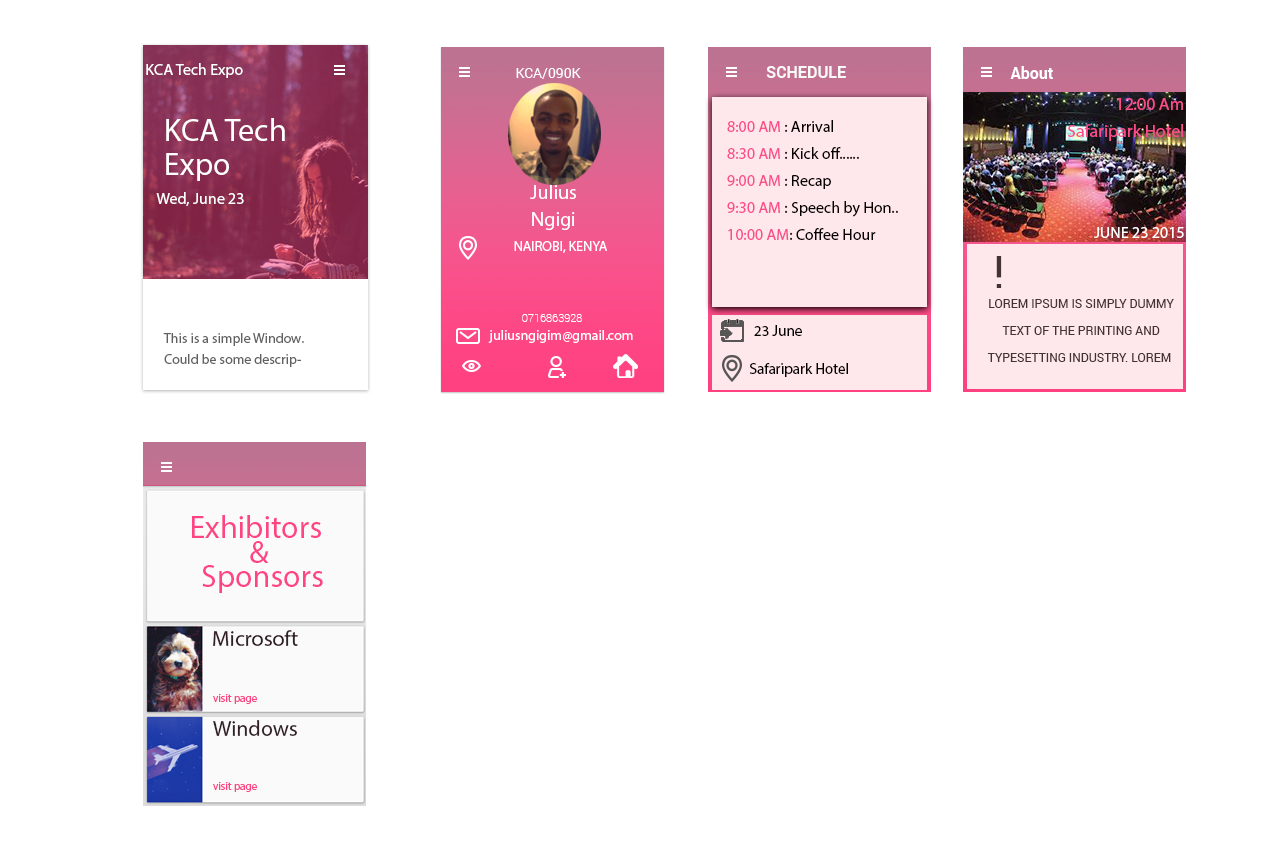 KCA Tech Expo
KCA Tech
Expo
Wed, June 23
This is a simple Window.
Could be some descrip-
KCA/090K
Julius
Ngigi
NAIROBI, KENYA
0716863928
juliusngigim@gmail.com
SCHEDULE
8:00 AM : Arrival
8:30 AM : Kick off......
9:00 AM : Recap
9:30 AM : Speech by Hon..
10:00 AM: Coffee Hour
23 June
Safaripark Hotel
About
12:00 Am
Safaripark Hotel
JUNE 23 2015
!
LOREM IPSUM IS SIMPLY DUMMY
TEXT OF THE PRINTING AND
TYPESETTING INDUSTRY. LOREM
Exhibitors
&
Sponsors
Microsoft
visit page
Windows
visit page